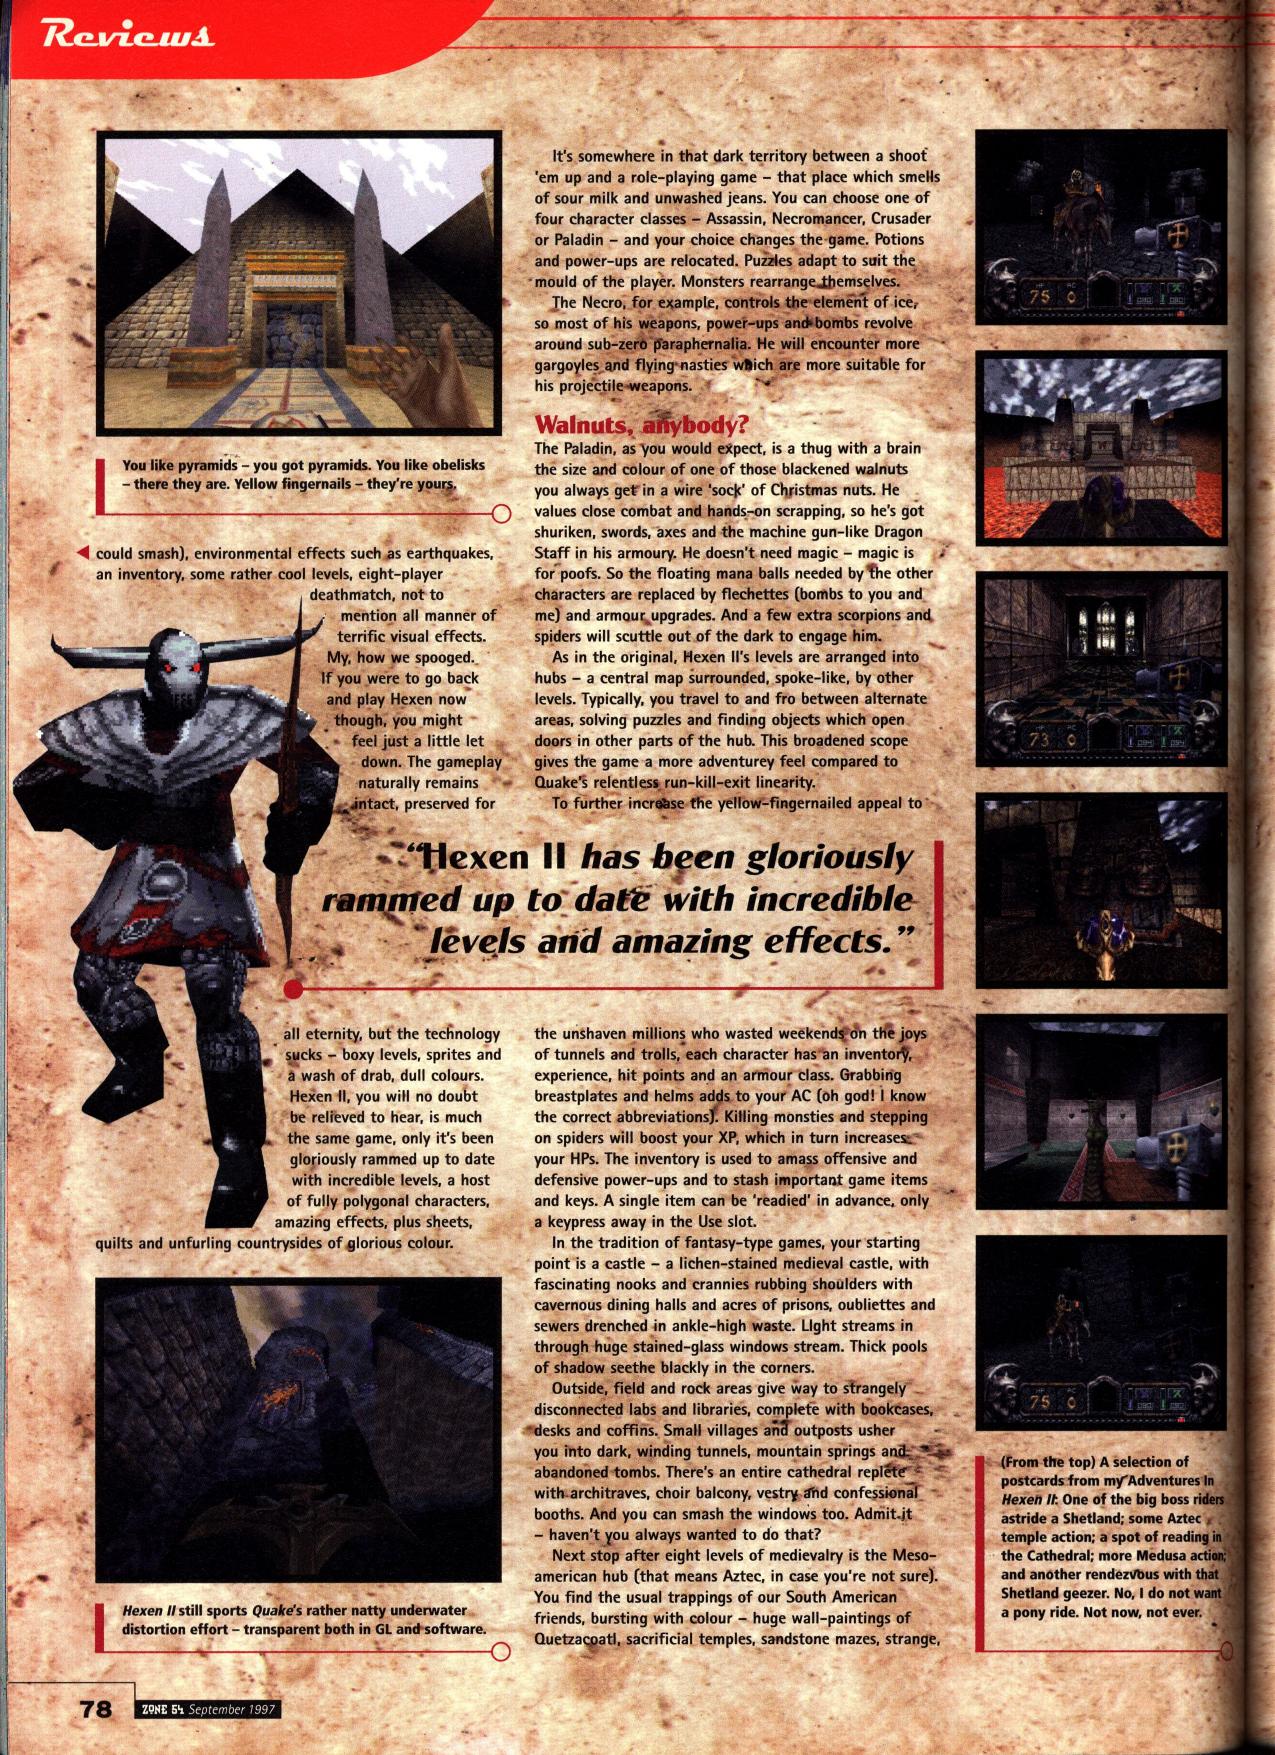 Reviews
You like pyramids – you got pyramids. You like obelisks
– there they are. Yellow fingernails – they're yours.
could smash), environmental effects such as earthquakes,
an inventory, some rather cool levels, eight-player
deathmatch, not to
mention all manner of
terrific visual effects.
My, how we spooged.
If you were to go back
and play Hexen now
though, you might
feel just a little let
down. The gameplay
naturally remains
intact, preserved for
all eternity, but the technology
sucks – boxy levels, sprites and
a wash of drab, dull colours.
Hexen II, you will no doubt
be relieved to hear, is much
the same game, only it's been
gloriously rammed up to date
with incredible levels, a host
of fully polygonal characters,
amazing effects, plus sheets,
quilts and unfurling countrysides of glorious colour.
Hexen II still sports Quake's rather natty underwater
distortion effort – transparent both in GL and software.
It's somewhere in that dark territory between a shoot
'em up and a role-playing game – that place which smells
of sour milk and unwashed jeans. You can choose one of
four character classes – Assassin, Necromancer, Crusader
or Paladin – and your choice changes the game. Potions
and power-ups are relocated. Puzzles adapt to suit the
mould of the player. Monsters rearrange themselves.
The Necro, for example, controls the element of ice,
so most of his weapons, power-ups and bombs revolve
around sub-zero paraphernalia. He will encounter more
gargoyles and flying nasties which are more suitable for
his projectile weapons.
Walnuts, anybody?
The Paladin, as you would expect, is a thug with a brain
the size and colour of one of those blackened walnuts
you always get in a wire 'sock' of Christmas nuts. He
values close combat and hands-on scrapping, so he's got
shuriken, swords, axes and the machine gun-like Dragon
Staff in his armoury. He doesn't need magic – magic is
for poofs. So the floating mana balls needed by the other
characters are replaced by flechettes (bombs to you and
me) and armour upgrades. And a few extra scorpions and
spiders will scuttle out of the dark to engage him.
As in the original, Hexen II's levels are arranged into
hubs – a central map surrounded, spoke-like, by other
levels. Typically, you travel to and fro between alternate
areas, solving puzzles and finding objects which open
doors in other parts of the hub. This broadened scope
gives the game a more adventurey feel compared to
Quake's relentless run-kill-exit linearity.
To further increase the yellow-fingernailed appeal to
"Hexen II has been gloriously
rammed up to date with incredible
levels and amazing effects."
the unshaven millions who wasted weekends on the joys
of tunnels and trolls, each character has an inventory,
experience, hit points and an armour class. Grabbing
breastplates and helms adds to your AC (oh god! I know
the correct abbreviations). Killing monsties and stepping
on spiders will boost your XP, which in turn increases
your HPs. The inventory is used to amass offensive and
defensive power-ups and to stash important game items
and keys. A single item can be 'readied' in advance, only
a keypress away in the Use slot.
In the tradition of fantasy-type games, your starting
point is a castle – a lichen-stained medieval castle, with
fascinating nooks and crannies rubbing shoulders with
cavernous dining halls and acres of prisons, oubliettes and
sewers drenched in ankle-high waste. LIght streams in
through huge stained-glass windows stream. Thick pools
of shadow seethe blackly in the corners.
Outside, field and rock areas give way to strangely
disconnected labs and libraries, complete with bookcases,
desks and coffins. Small villages and outposts usher
you into dark, winding tunnels, mountain springs and
abandoned tombs. There's an entire cathedral replete
with architraves, choir balcony, vestry and confessional
booths. And you can smash the windows too. Admit it
– haven't you always wanted to do that?
Next stop after eight levels of medievalry is the Meso-
american hub (that means Aztec, in case you're not sure).
You find the usual trappings of our South American
friends, bursting with colour – huge wall-paintings of
Quetzacoatl, sacrificial temples, sandstone mazes, strange,
75 0
73 0
75 0
(From the top) A selection of
postcards from my Adventures In
Hexen II: One of the big boss riders
astride a Shetland; some Aztec
temple action; a spot of reading in
the Cathedral; more Medusa action;
and another rendezvous with that
Shetland geezer. No, I do not want
a pony ride. Not now, not ever.
78
ZONE 54 September 1997